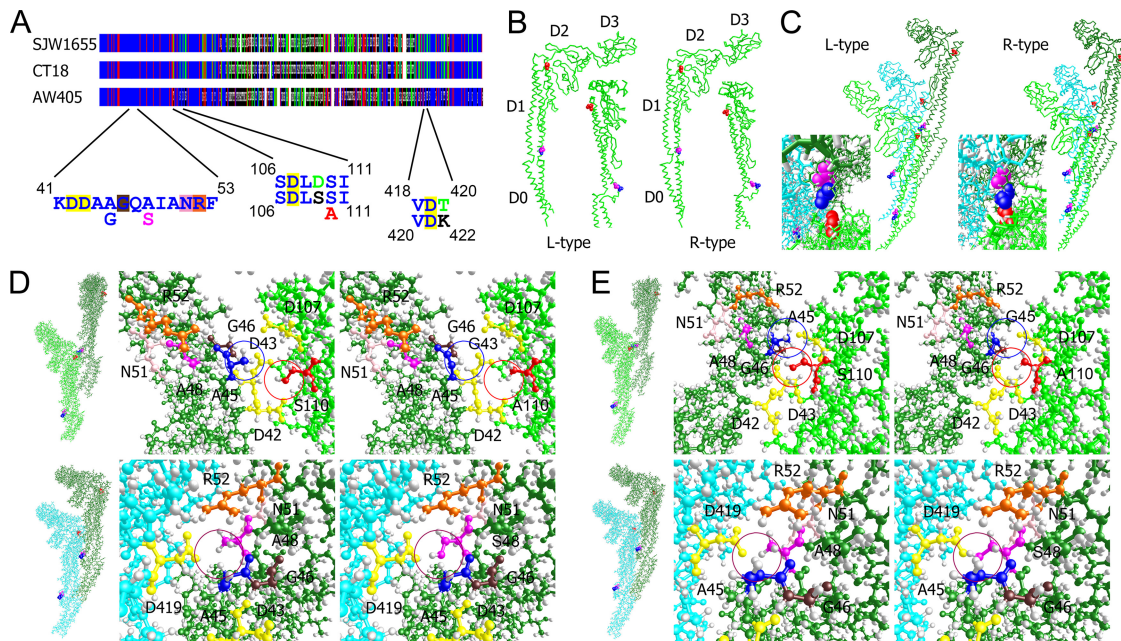 A
SJW1655
CT18
AW405
41
53
KDDAAGQAIANRF
G
S
106
111
SDLDSI
SDLSSI
106
A
111
418
420
VDT
VDK
420
422
B
D2
D3
D1
D0
D2
D3
L-type
R-type
C
L-type
R-type
D
R52
D107
G46
D43
N51
A48
A45
S110
D42
R52
D107
G46
G43
N51
A48
A45
A110
D42
R52
N51
A48
G46
D419
A45
D43
R52
N51
S48
G46
D419
A45
D43
E
R52
N51
A45
D107
A48
G46
S110
D42
D43
R52
N51
G45
D107
A48
G46
A110
D42
D43
R52
D419
N51
A48
A45
G46
R52
D419
N51
S48
A45
G46